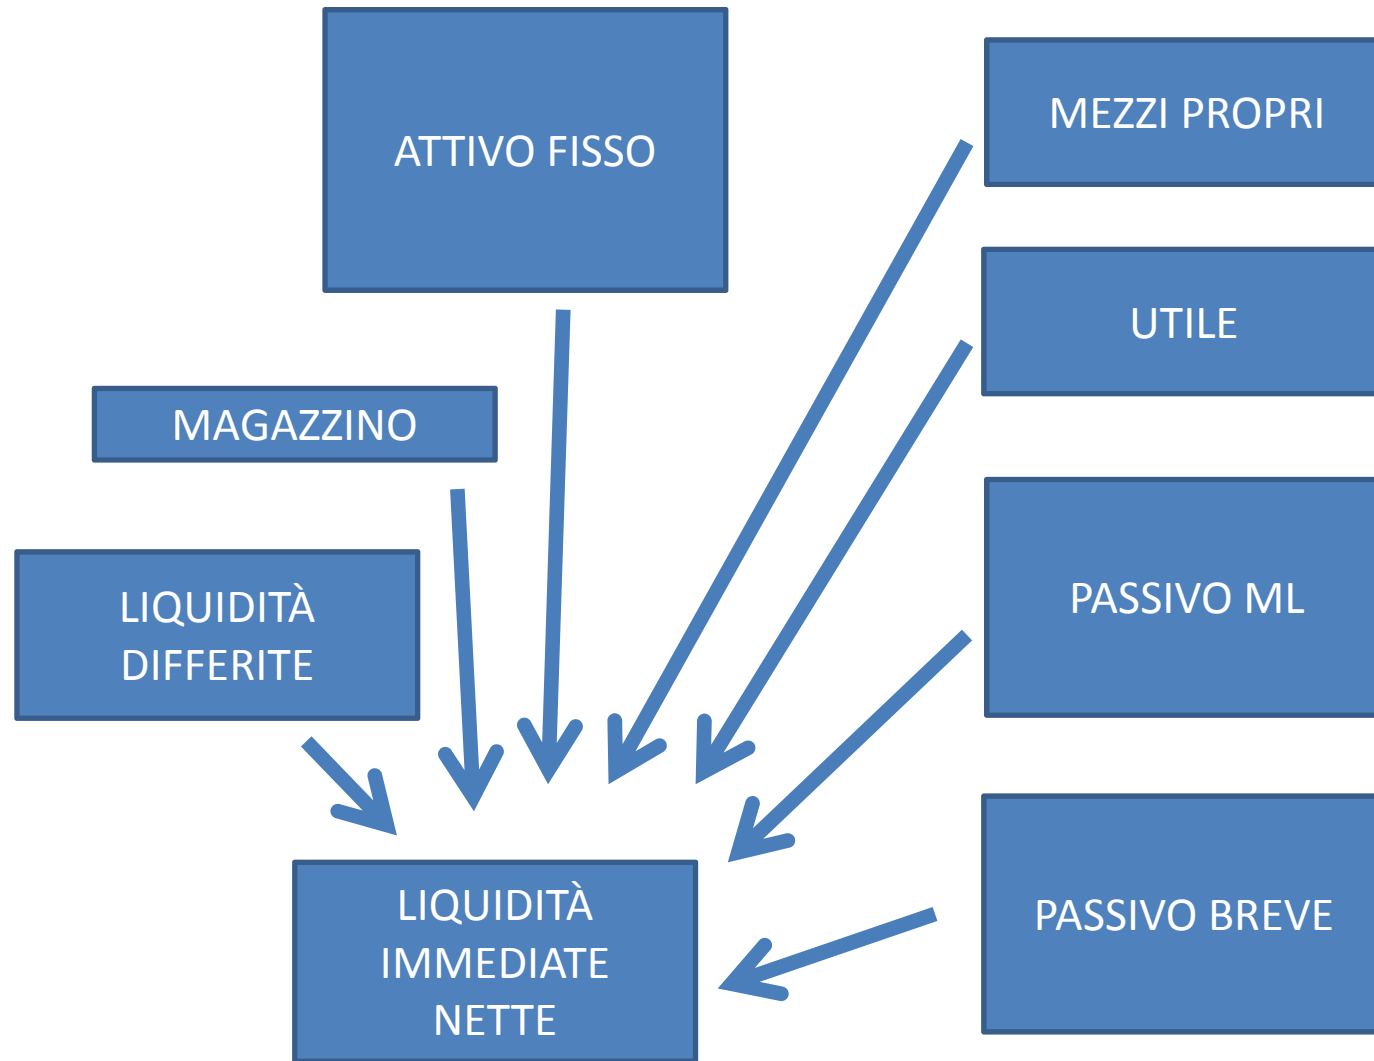 ATTIVO FISSO
MEZZI PROPRI
UTILE
MAGAZZINO
LIQUIDITÀ
DIFFERITE
PASSIVO ML
LIQUIDITÀ
IMMEDIATE
NETTE
PASSIVO BREVE